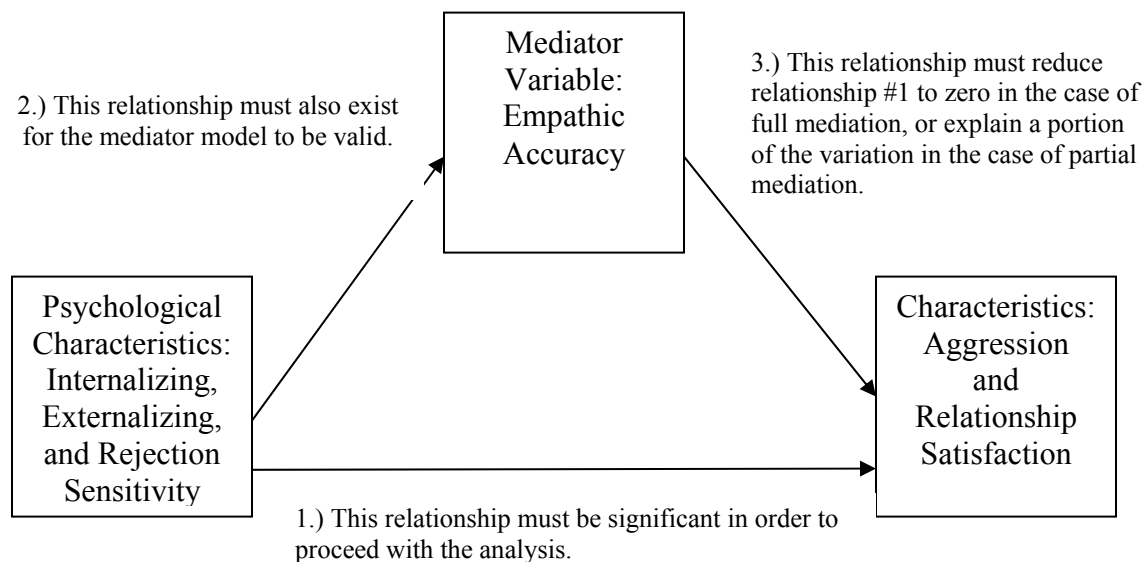 Mediator
Variable:
Empathic
Accuracy
3.) This relationship must reduce
relationship #1 to zero in the case of
full mediation, or explain a portion
of the variation in the case of partial
mediation.
2.) This relationship must also exist
for the mediator model to be valid.
Psychological
Characteristics:
Internalizing,
Externalizing,
and Rejection
Sensitivity
Characteristics:
Aggression
and
Relationship
Satisfaction
1.) This relationship must be significant in order to
proceed with the analysis.